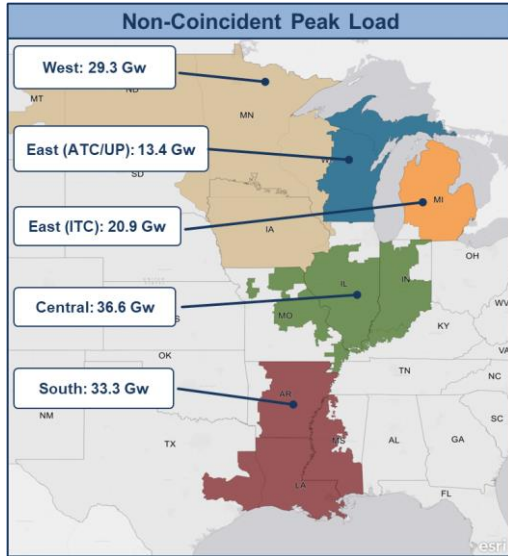 Non-Coincident Peak Load
West: 29.3 Gw
MT
ND
MN
East (ATC/UP): 13.4 Gw
WI
SD
MI
East (ITC): 20.9 Gw
IA
OH
IL
IN
Central: 36.6 Gw
MO
WV
KS
KY
VA
OK
TN
NC
South: 33.3 Gw
AR
SC
NM
MS
AL
GA
TX
LA
FL
esri